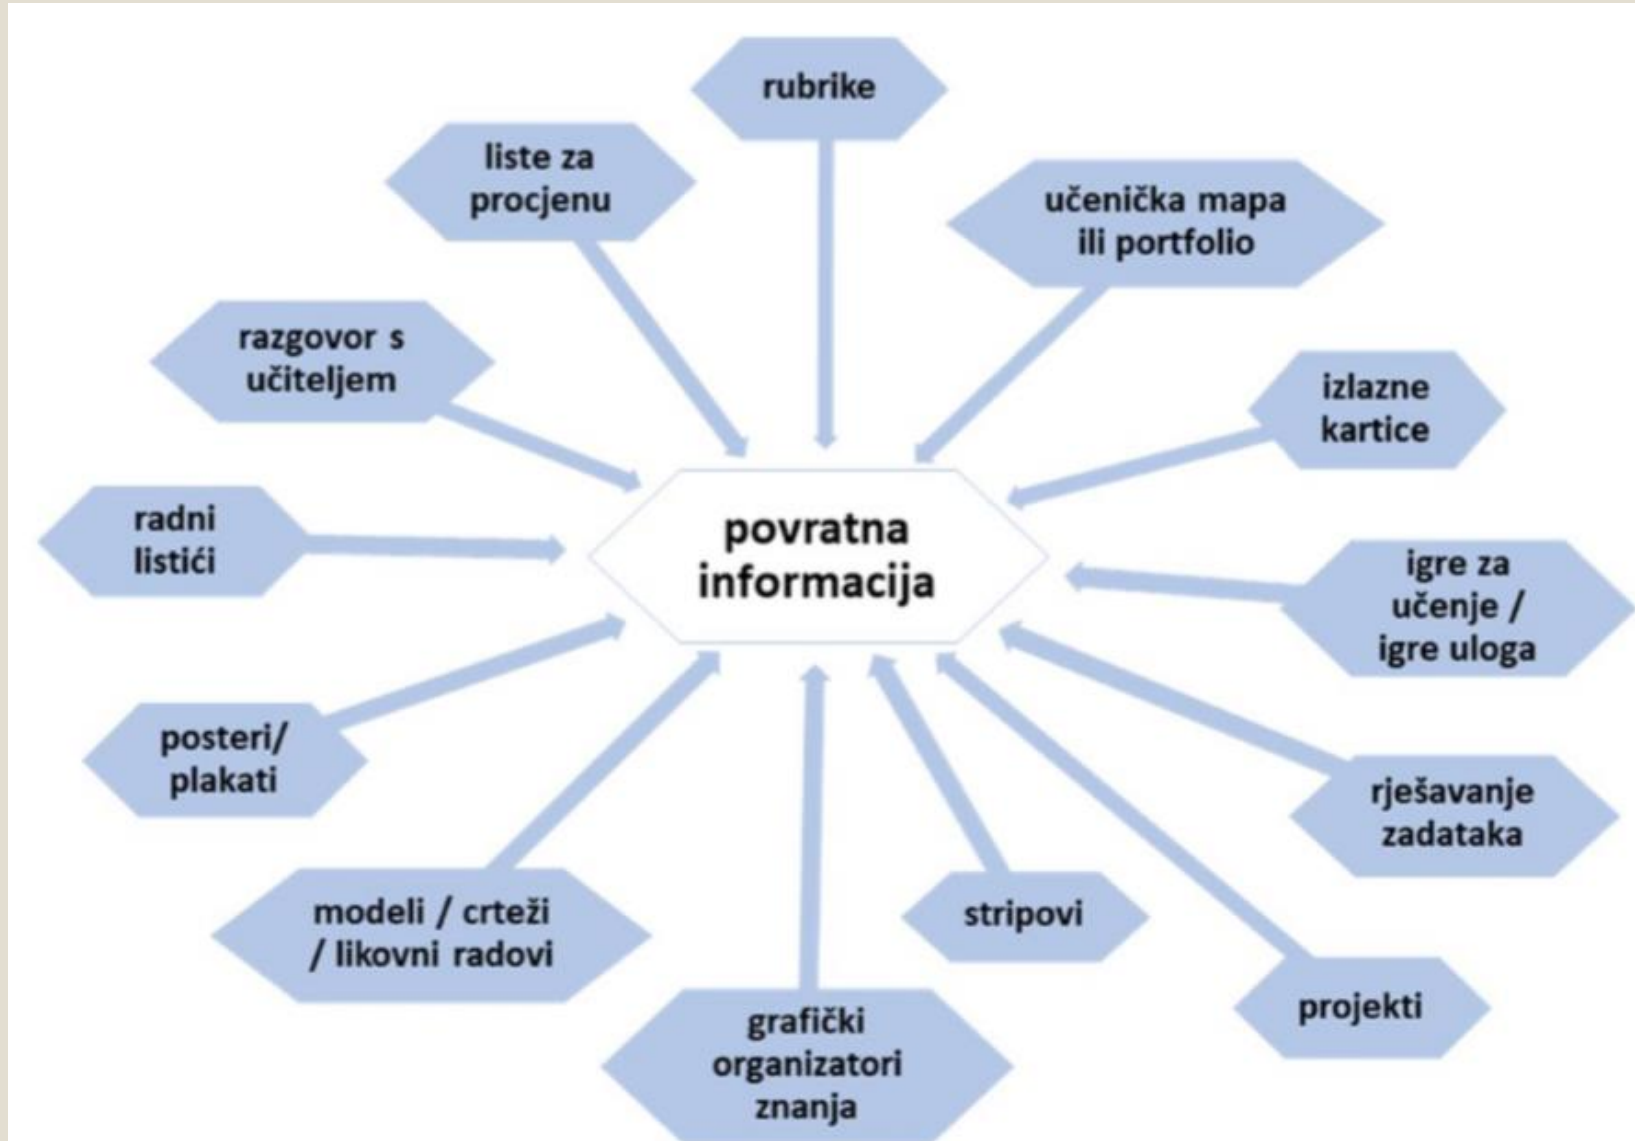 rubrike
liste za
procjenu
učenička mapa
ili portfolio
razgovor s
učiteljem
izlazne
kartice
radni
listići
povratna
informacija
igre za
učenje /
igre uloga
posteri/
plakati
rješavanje
zadataka
modeli / crteži
/ likovni radovi
stripovi
projekti
grafički
organizatori
znanja